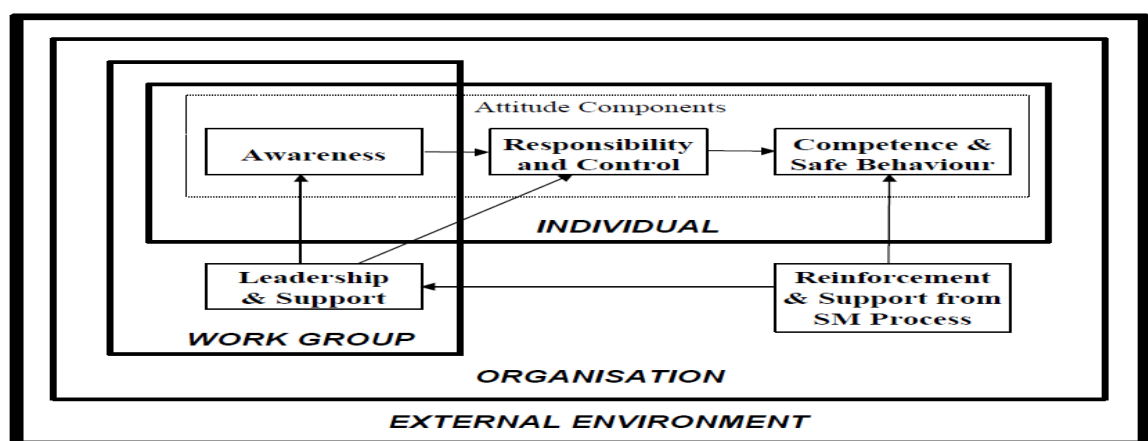 Attitude Components
Awareness
Responsibility
and Control
Competence &
Safe Behaviour
INDIVIDUAL
Leadership
& Support
Reinforcement
& Support from
SM Process
WORK GROUP
ORGANISATION
EXTERNAL ENVIRONMENT